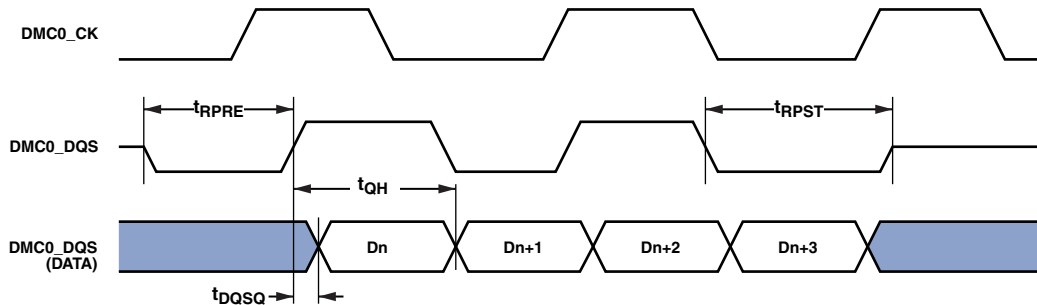 DMC0_CK
tRPRE
tRPST
DMC0_DQS
tQH
DMC0_DQS
(DATA)
Dn
Dn+1
Dn+2
Dn+3
tDQSQ